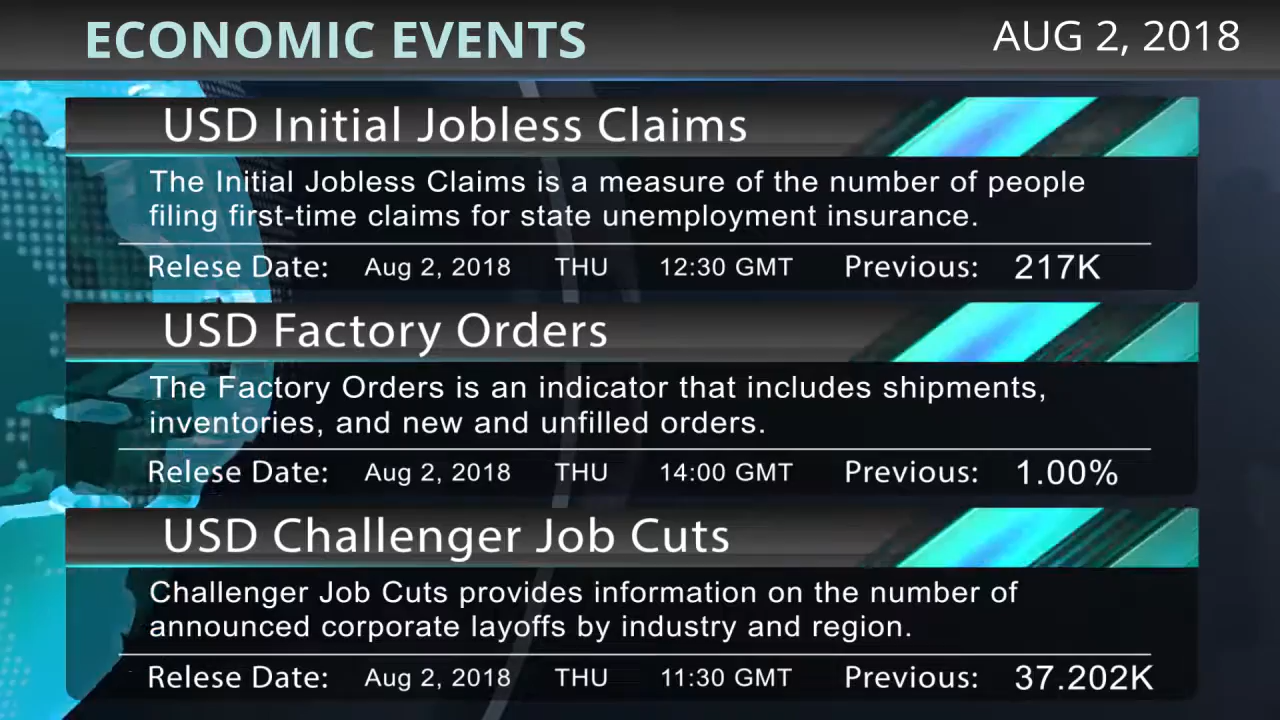 ECONOMIC EVENTS AUG 2, 2018
USD Initial Jobless Claims
The Initial Jobless Claims is a measure of the number of people
filing first-time claims for state unemployment insurance.
Relese Date: Aug 2, 2018 THU 12:30 GMT Previous: 217K
USD Factory Orders
The Factory Orders is an indicator that includes shipments,
inventories, and new and unfilled orders.
Relese Date: Aug 2, 2018 THU 14:00 GMT Previous: 1.00%
USD Challenger Job Cuts
Challenger Job Cuts provides information on the number of
announced corporate layoffs by industry and region.
Relese Date: Aug 2, 2018 THU 11:30 GMT Previous: 37.202K